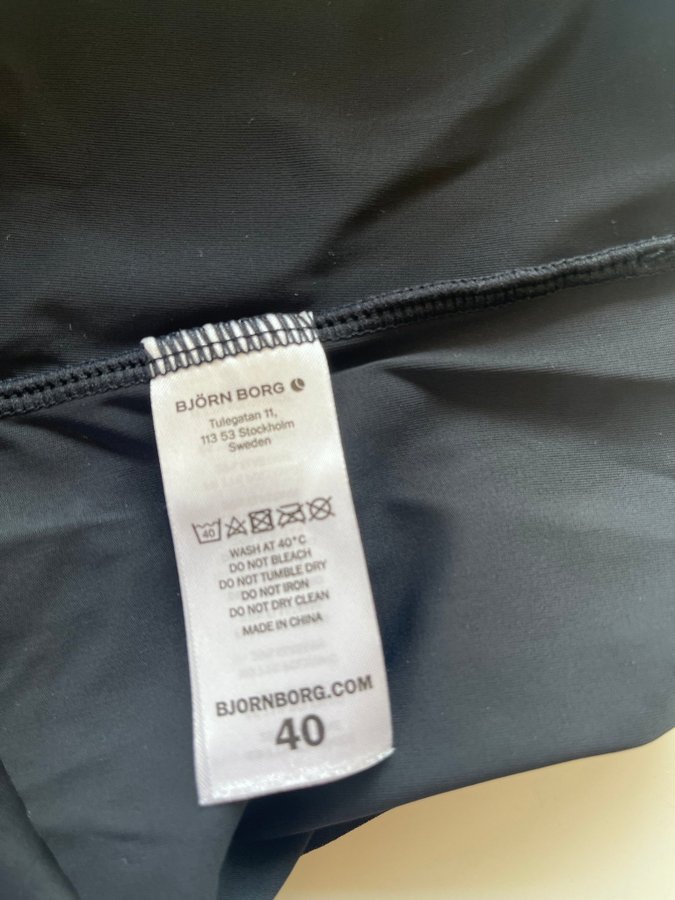 BJÖRN BORG
Tulegatan 11,
113 53 Stockholm
Sweden
40
WASH AT 40°C
DO NOT BLEACH
DO NOT TUMBLE DRY
DO NOT IRON
DO NOT DRY CLEAN
MADE IN CHINA
BJORNBORG.COM
40